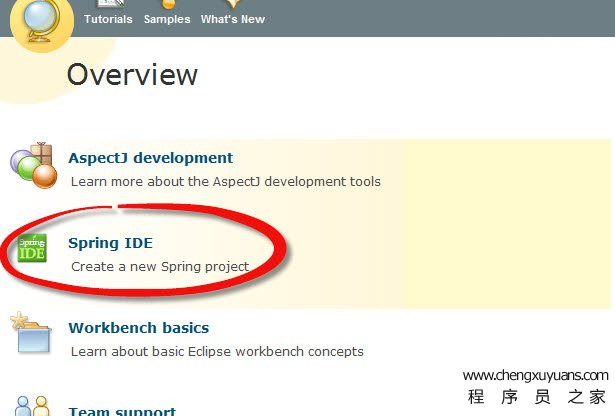 Tutorials Samples What's New
Overview
AspectJ development
Learn more about the AspectJ development tools
Spring IDE
Spring IDE
Create a new Spring project
Workbench basics
Learn about basic Eclipse workbench concepts
Team support
www.chengxuyuans.com
程序员之家